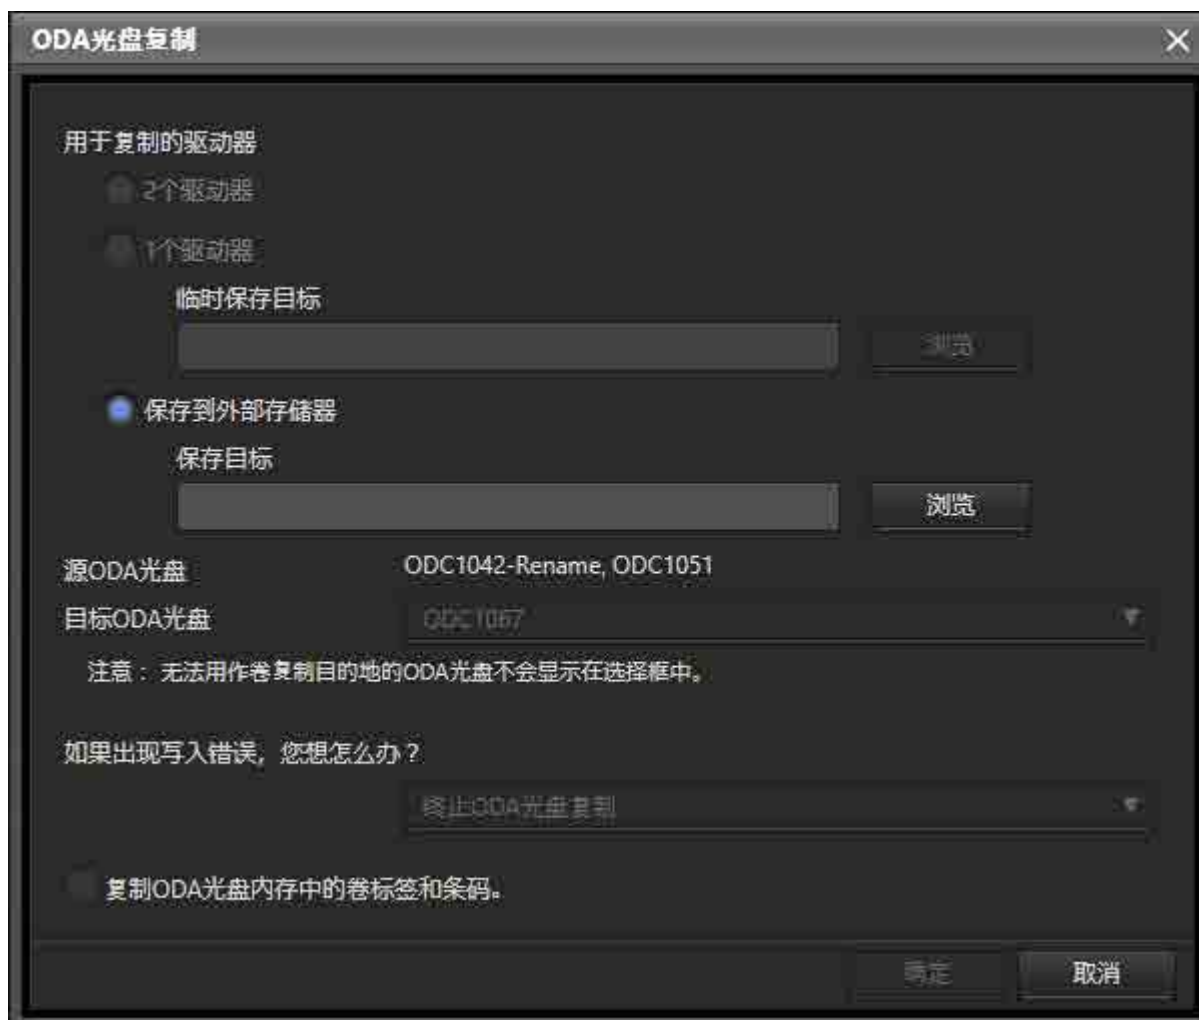 ODA光盘复制
用于复制的驱动器
2个驱动器
1个驱动器
临时保存目标
浏览
保存到外部存储器
保存目标
浏览
源ODA光盘 ODC1042-Rename, ODC1051
目标ODA光盘 ODC1067
注意： 无法用作卷复制目的地的ODA光盘不会显示在选择框中。
如果出现写入错误，您想怎么办？
终止ODA光盘复制
复制ODA光盘内存中的卷标签和条码。
确定 取消